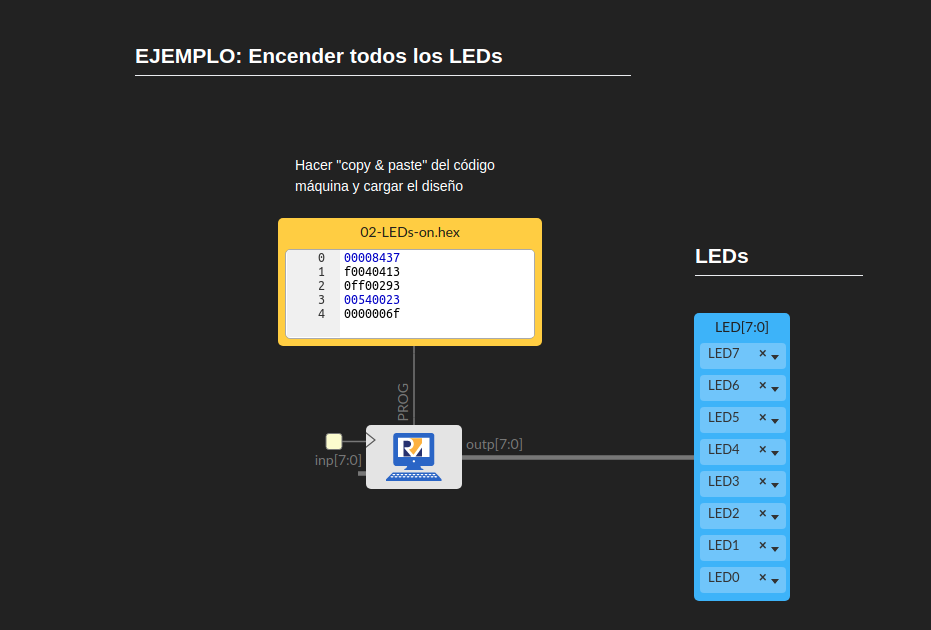 EJEMPLO: Encender todos los LEDs
Hacer "copy & paste" del código
máquina y cargar el diseño
02-LEDs-on.hex
0 00008437
1 f0040413
2 0ff00293
3 00540023
4 0000006f
PROG
inp[7:0]
outp[7:0]
LEDs
LED[7:0]
LED7
LED6
LED5
LED4
LED3
LED2
LED1
LED0